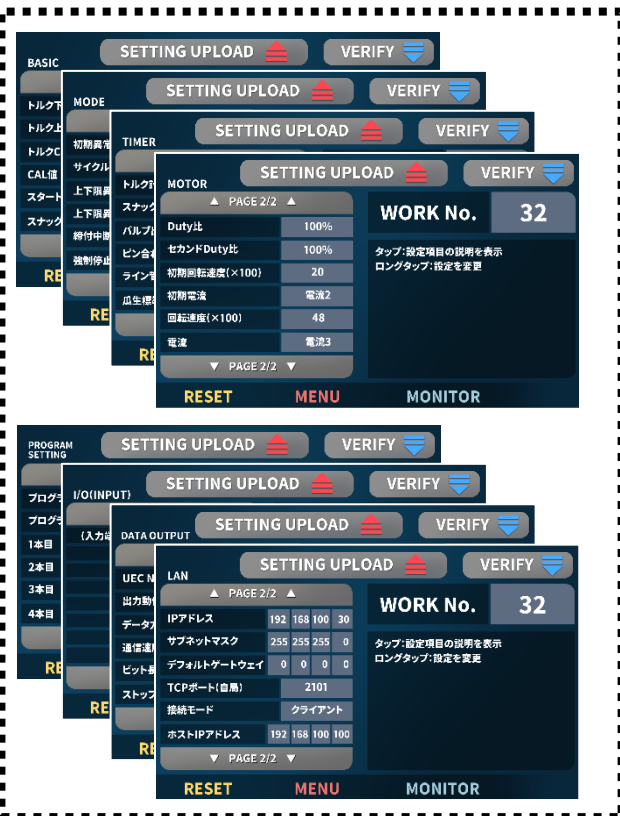 BASIC
SETTING UPLOAD
VERIFY
トルク
トルク
トルクC
CAL値
スタート
スナック
RE
MODE
SETTING UPLOAD
VERIFY
初期異常
サイクル
上下限異
上下限異
締付中断
強制停止
RE
TIMER
SETTING UPLOAD
VERIFY
トルク
スナック
バルブ
ピン合わ
ライン
瓜生標
RE
MOTOR
SETTING UPLOAD
VERIFY
▲ PAGE 2/2 ▲
WORK No. 32
Duty比 100%
セカンドDuty比 100%
初期回転速度(×100) 20
初期電流 電流2
回転速度(×100) 48
電流 電流3
▼ PAGE 2/2 ▼
タップ:設定項目の説明を表示
ロングタップ:設定を変更
RESET MENU MONITOR
PROGRAM
SETTING
SETTING UPLOAD
VERIFY
プログラ
プログラ
1本目
2本目
3本目
4本目
RE
I/O(INPUT)
SETTING UPLOAD
VERIFY
(入力
RE
DATA OUTPUT
SETTING UPLOAD
VERIFY
UEC N
出力動
データ
通信速
ビット長
ストップ
RE
LAN
SETTING UPLOAD
VERIFY
▲ PAGE 2/2 ▲
WORK No. 32
IPアドレス 192 168 100 30
サブネットマスク 255 255 255 0
デフォルトゲートウェイ 0 0 0 0
TCPポート(自局) 2101
接続モード クライアント
ホストIPアドレス 192 168 100 100
▼ PAGE 2/2 ▼
タップ:設定項目の説明を表示
ロングタップ:設定を変更
RESET MENU MONITOR